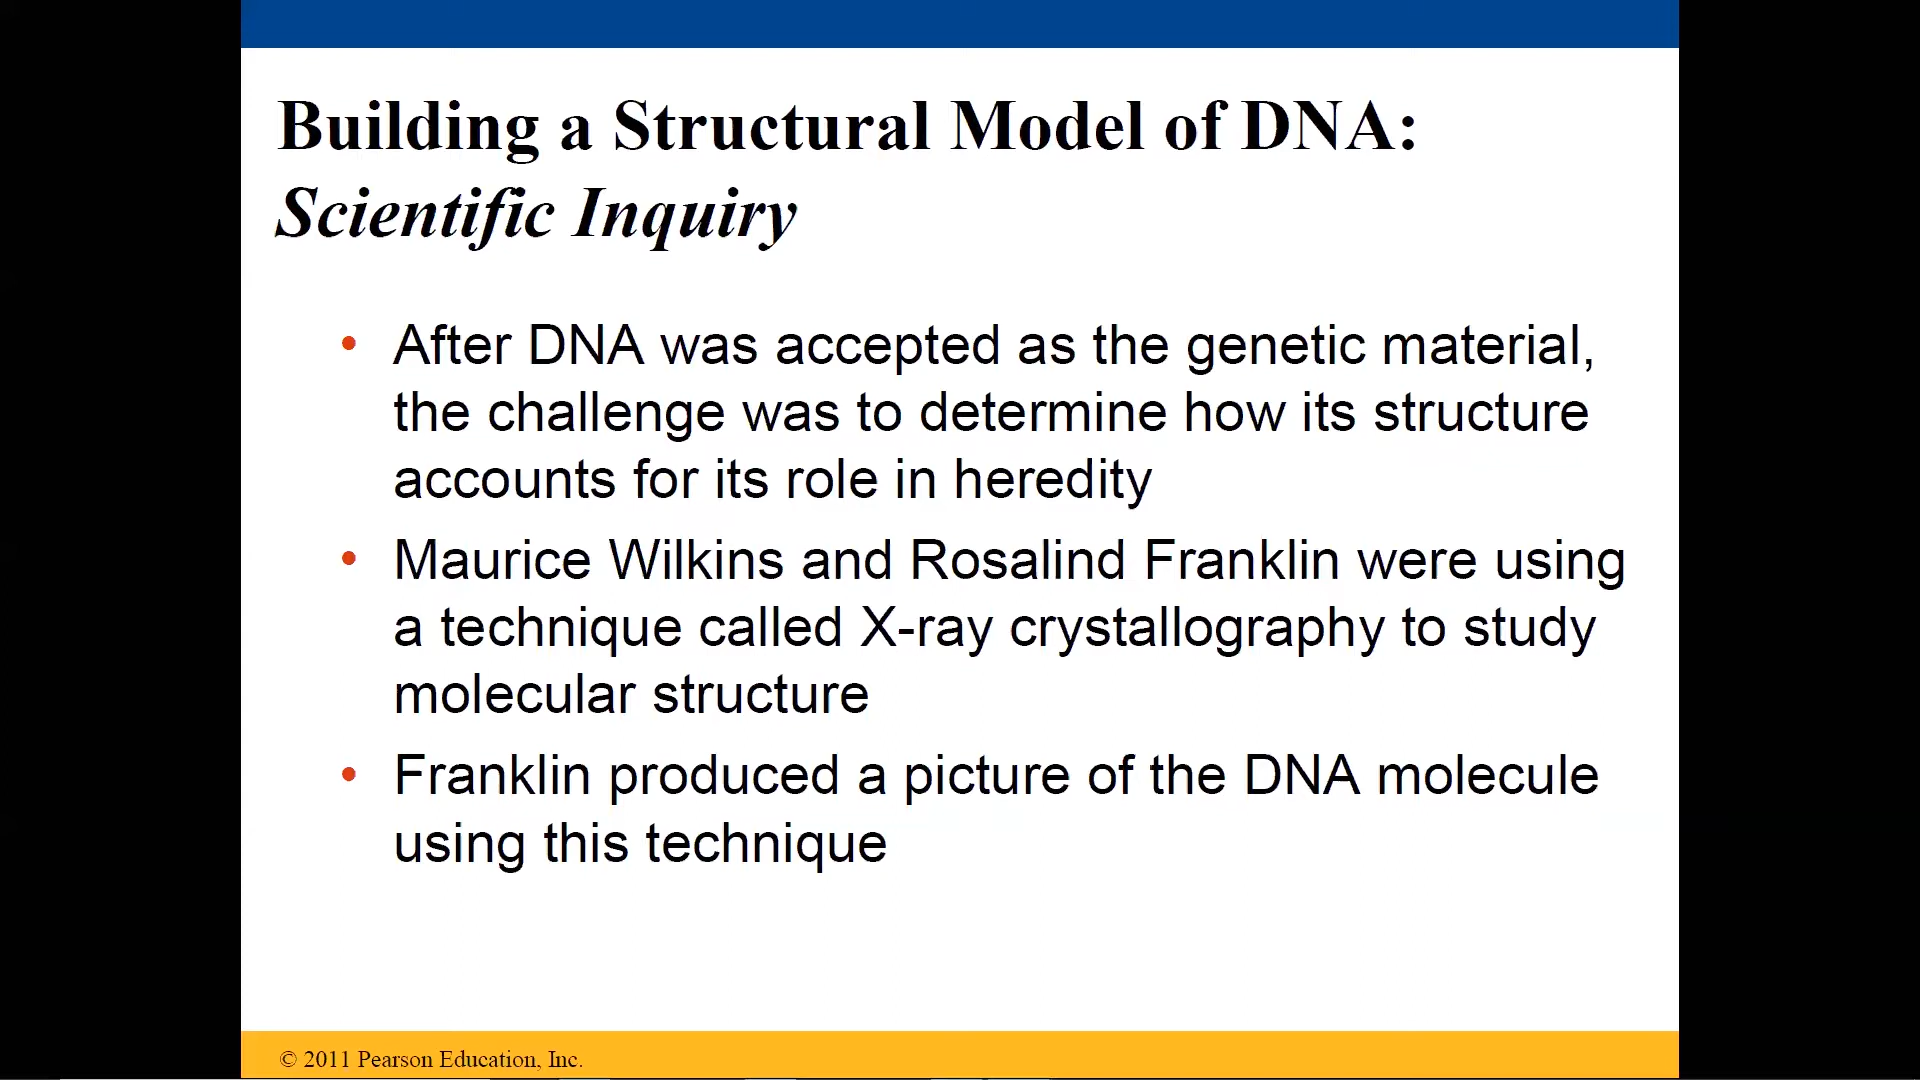 Building a Structural Model of DNA:
Scientific Inquiry
• After DNA was accepted as the genetic material,
the challenge was to determine how its structure
accounts for its role in heredity
• Maurice Wilkins and Rosalind Franklin were using
a technique called X-ray crystallography to study
molecular structure
• Franklin produced a picture of the DNA molecule
using this technique
© 2011 Pearson Education, Inc.